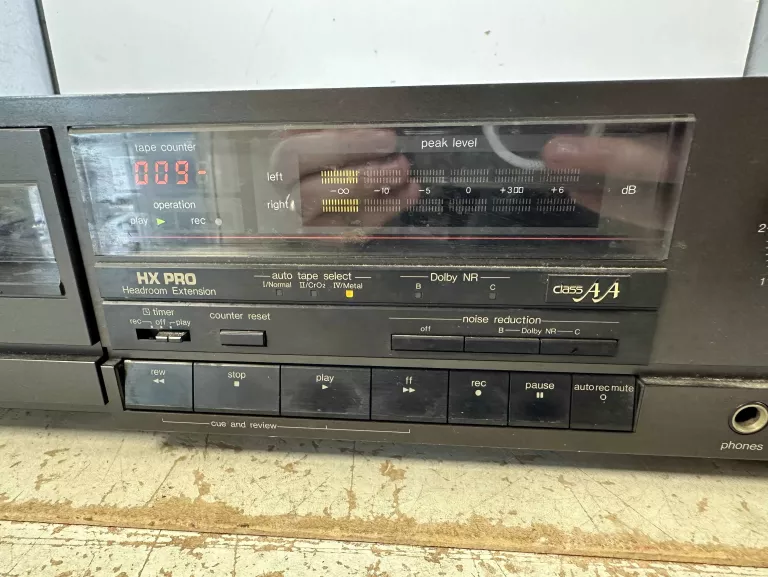 tape counter
peak level
009-
left
-∞ -10 -5 0 +3 +6 dB
operation
right
play rec
HX PRO
Headroom Extension
auto tape select
I/Normal II/CrO2 IV/Metal
Dolby NR
B C
class AA
timer
rec off play
counter reset
noise reduction
off B Dolby NR C
rew ◀◀
stop ■
play ▶
ff ▶▶
rec ●
pause ▮▮
auto rec mute ○
cue and review
phones
2
1